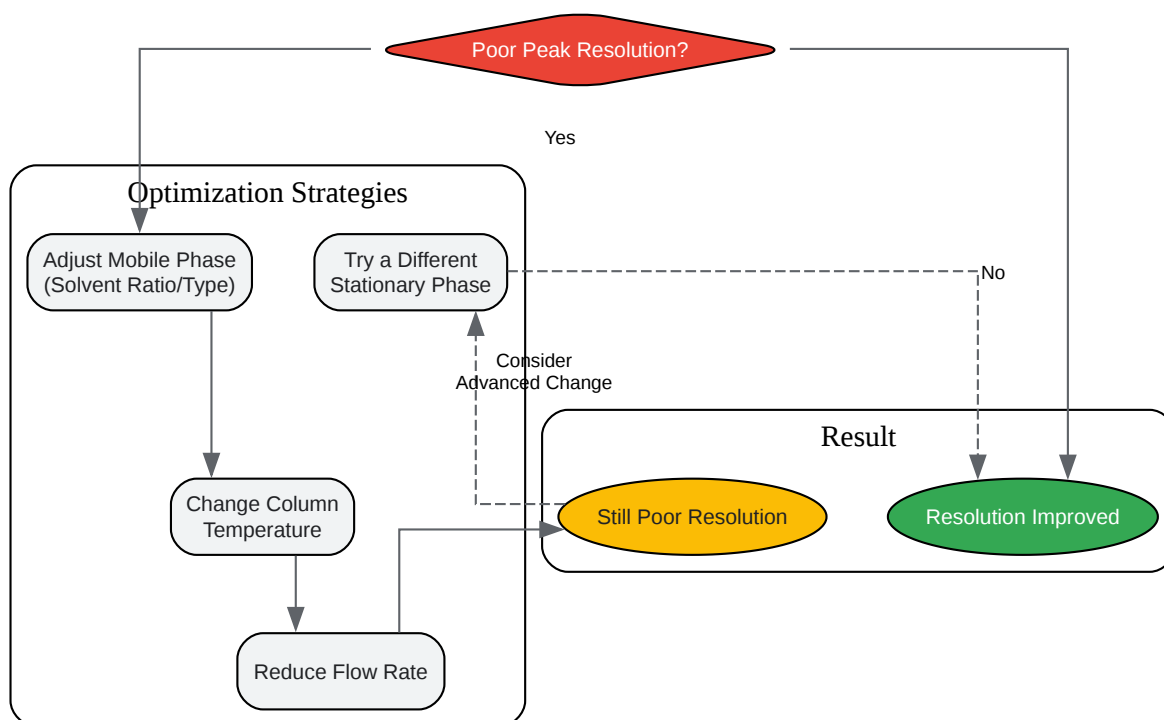 Poor Peak Resolution?
Yes
Optimization Strategies
Adjust Mobile Phase
(Solvent Ratio/Type)
Try a Different
Stationary Phase
No
Consider
Advanced Change
Result
Change Column
Temperature
Still Poor Resolution
Resolution Improved
Reduce Flow Rate